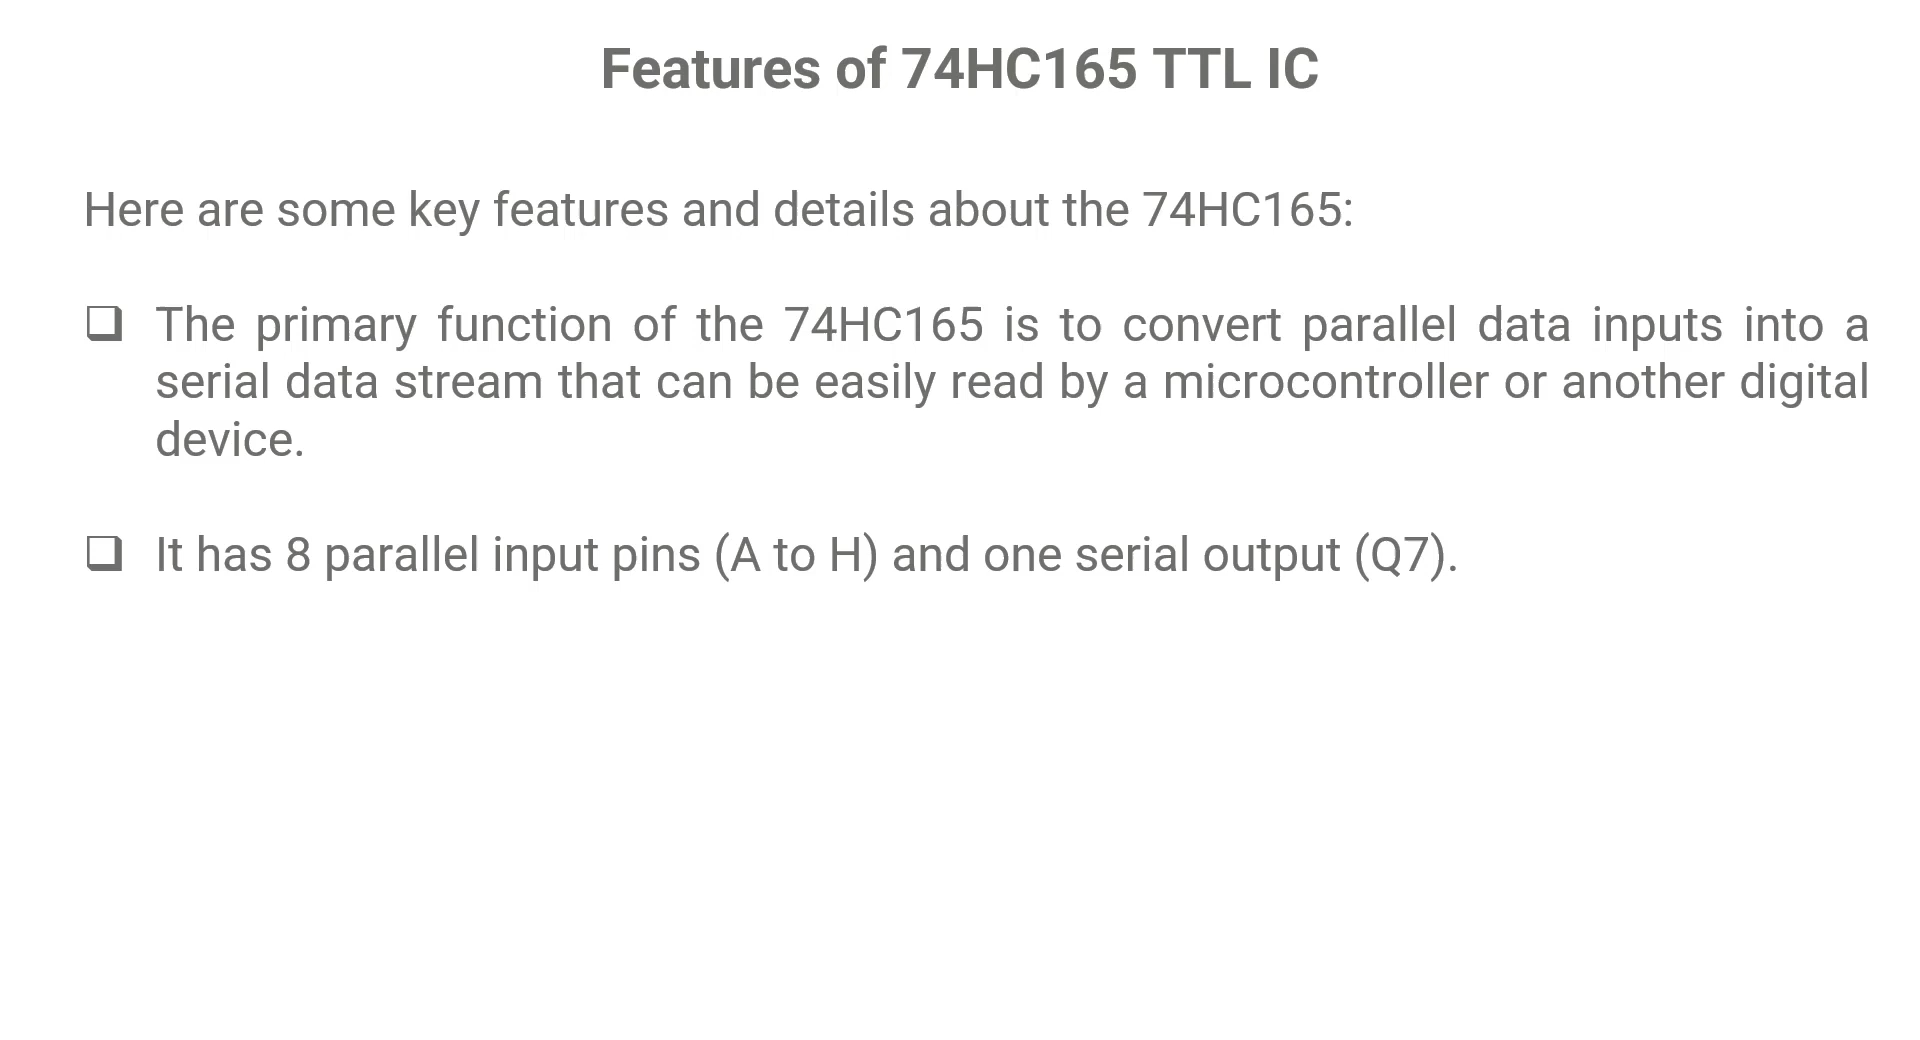 Features of 74HC165 TTL IC
Here are some key features and details about the 74HC165:
❑ The primary function of the 74HC165 is to convert parallel data inputs into a
serial data stream that can be easily read by a microcontroller or another digital
device.
❑ It has 8 parallel input pins (A to H) and one serial output (Q7).